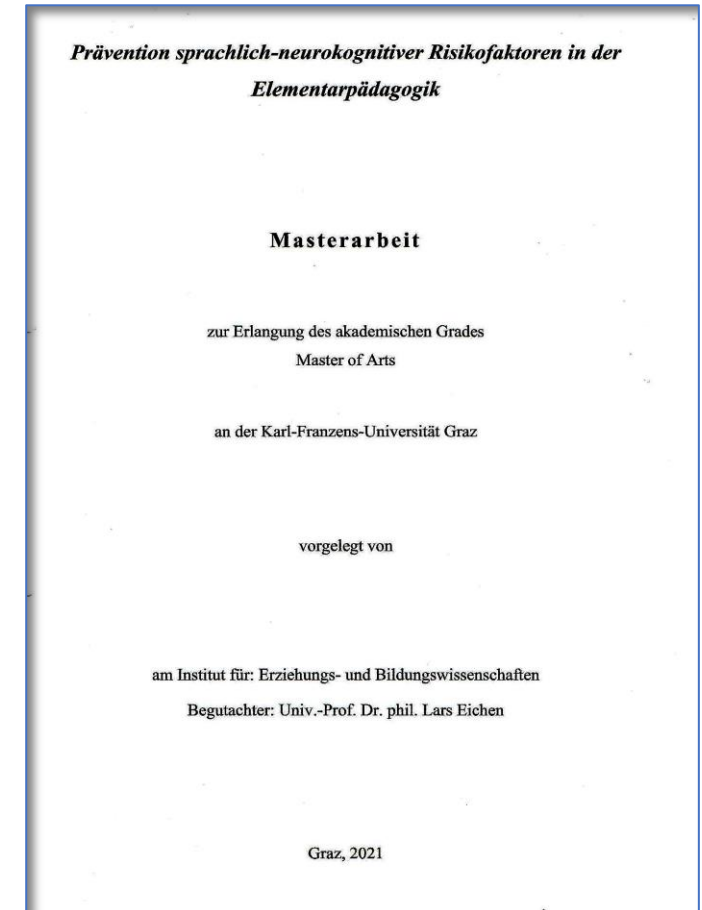 Prävention sprachlich-neurokognitiver Risikofaktoren in der
Elementarpädagogik
Masterarbeit
zur Erlangung des akademischen Grades
Master of Arts
an der Karl-Franzens-Universität Graz
vorgelegt von
am Institut für: Erziehungs- und Bildungswissenschaften
Begutachter: Univ.-Prof. Dr. phil. Lars Eichen
Graz, 2021